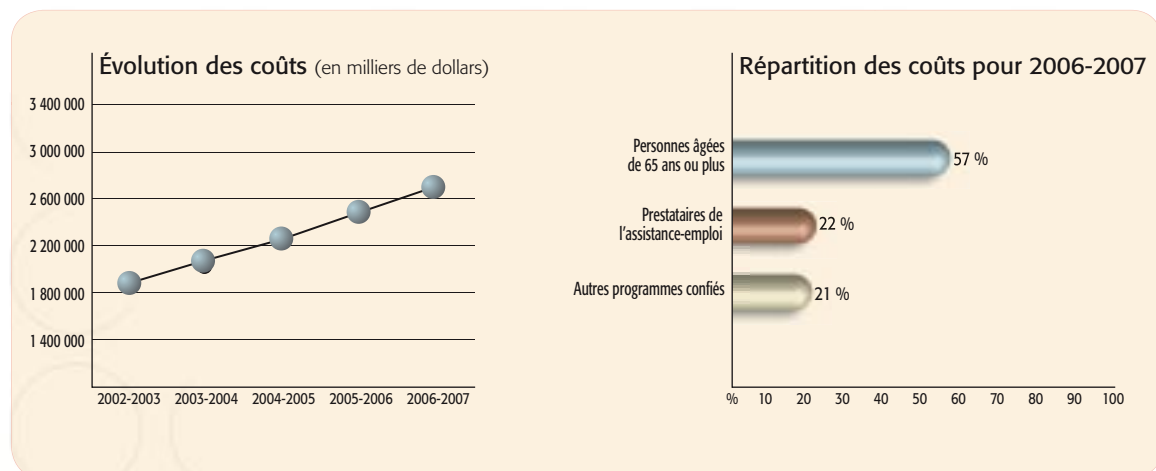 Évolution des coûts (en milliers de dollars)
3 400 000
3 000 000
2 600 000
2 200 000
1 800 000
1 400 000
2002-2003 2003-2004 2004-2005 2005-2006 2006-2007
Répartition des coûts pour 2006-2007
Personnes âgées
de 65 ans ou plus
57 %
Prestataires de
l'assistance-emploi
22 %
Autres programmes confiés
21 %
% 10 20 30 40 50 60 70 80 90 100